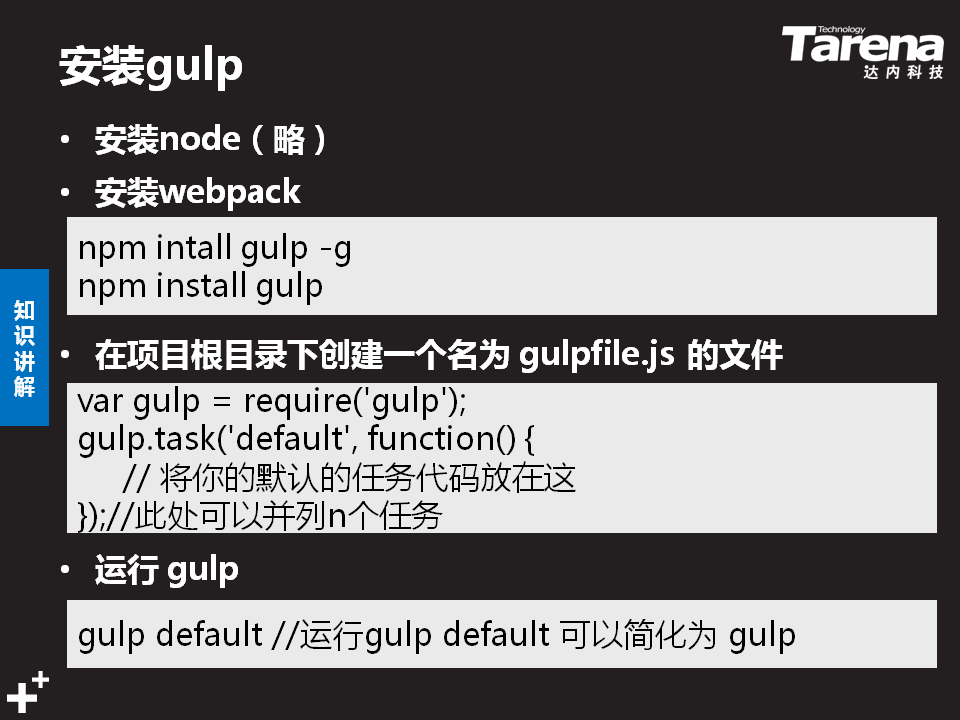 安装gulp
Technology
Tarena
达内科技
• 安装node（略）
• 安装webpack
npm intall gulp -g
npm install gulp
知识讲解
• 在项目根目录下创建一个名为 gulpfile.js 的文件
var gulp = require('gulp');
gulp.task('default', function() {
// 将你的默认的任务代码放在这
});//此处可以并列n个任务
• 运行 gulp
gulp default //运行gulp default 可以简化为 gulp